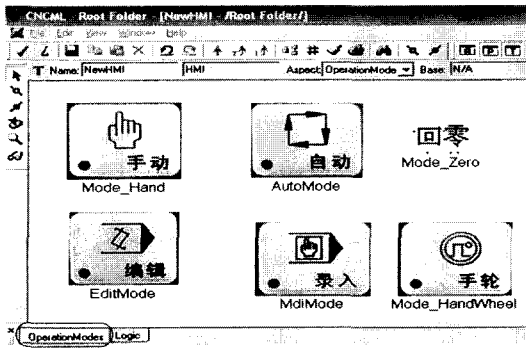 CNCML Root Folder - [NewHMI - /Root Folder/]
File Edit View Window Help
T Name: NewHMI HMI Aspect: OperationMode Base: N/A
手动
Mode_Hand
自动
AutoMode
回零
Mode_Zero
编辑
EditMode
录入
MdiMode
手轮
Mode_HandWheel
OperationModes Logic